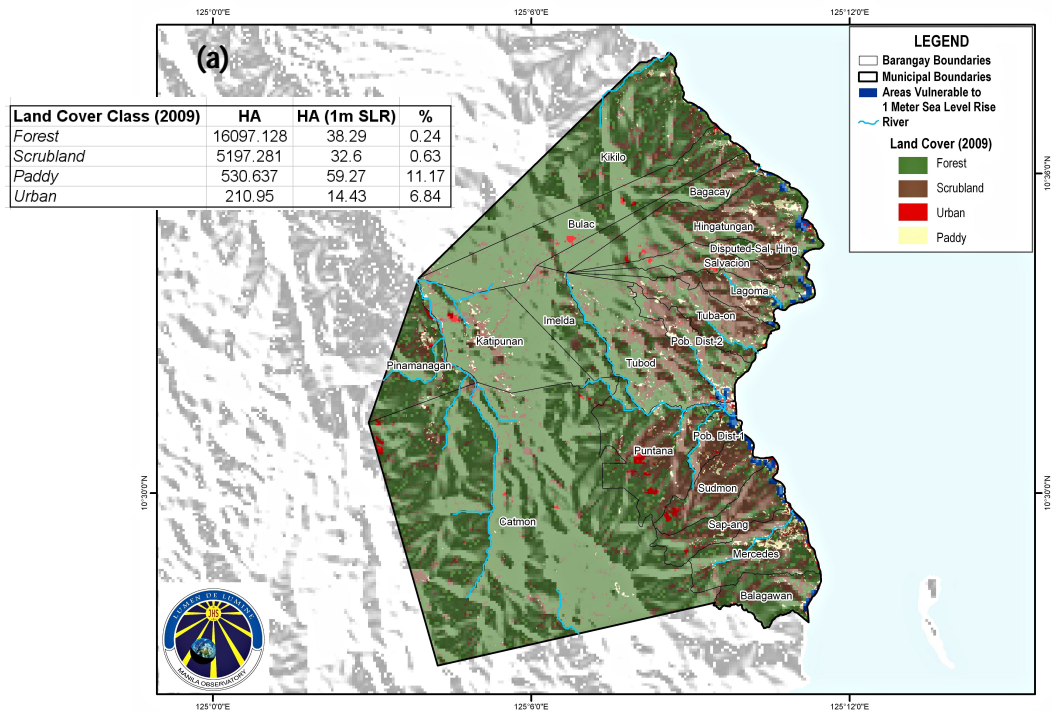 125°0'0"E 125°6'0"E 125°12'0"E
(a)
Land Cover Class (2009) HA HA (1m SLR) %
Forest 16097.128 38.29 0.24
Scrubland 5197.281 32.6 0.63
Paddy 530.637 59.27 11.17
Urban 210.95 14.43 6.84
LEGEND
Barangay Boundaries
Municipal Boundaries
Areas Vulnerable to
1 Meter Sea Level Rise
River
Land Cover (2009)
Forest
Scrubland
Urban
Paddy
10°36'0"N
Kikilo
Bagacay
Bulac
Hingatungan
Disputed-Sal, Hing.
Salvacion
Lagoma
Tuba-on
Imelda
Pob. Dist-2
Katipunan
Tubod
Pinamanagan
Pob. Dist-1
Puntana
Sudmon
10°30'0"N
10°30'0"N
Catmon
Sap-ang
Mercedes
Balagawan
LUMEN DE LUMINE
JHS
MANILA OBSERVATORY
125°0'0"E 125°6'0"E 125°12'0"E